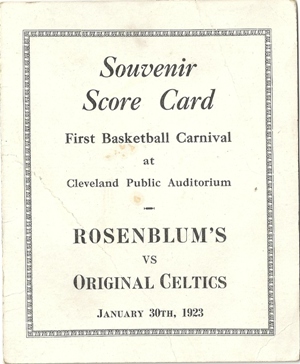 Souvenir
Score Card
First Basketball Carnival
at
Cleveland Public Auditorium
ROSENBLUM'S
VS
ORIGINAL CELTICS
JANUARY 30TH, 1923